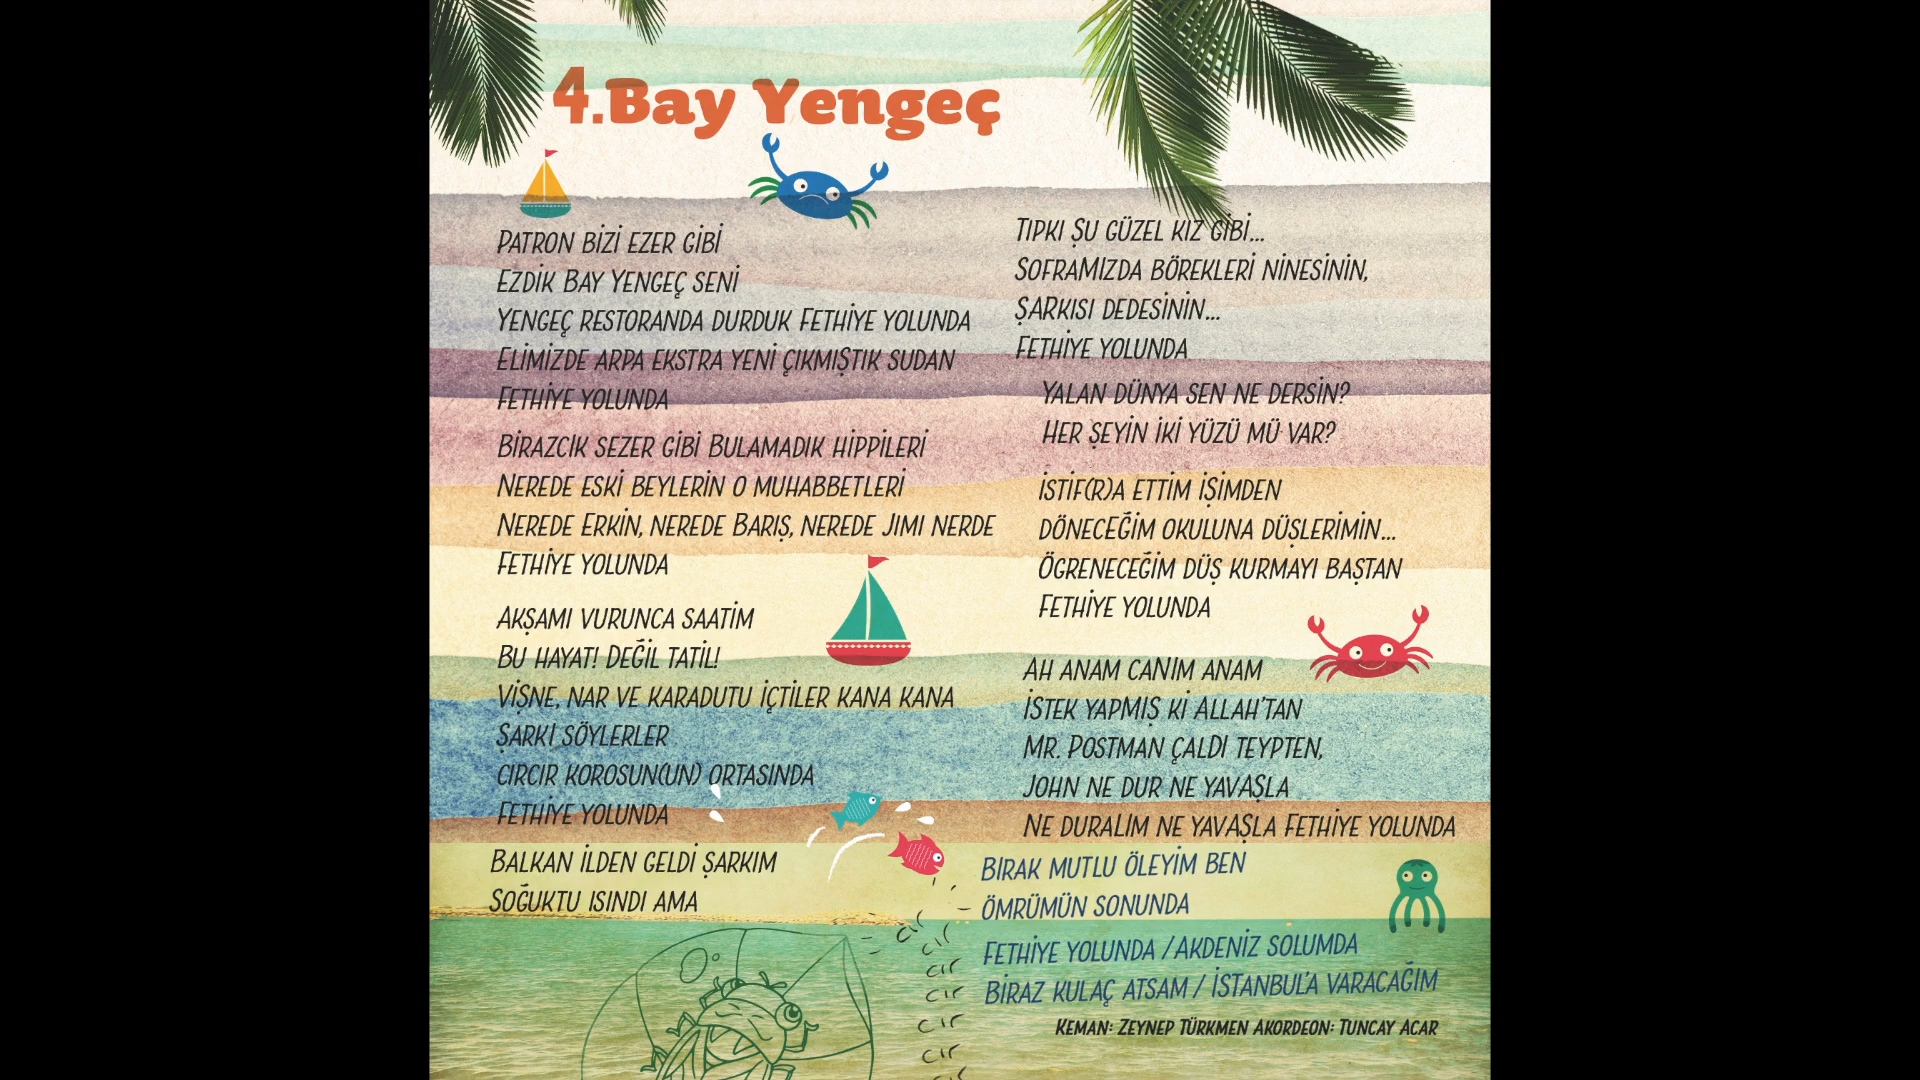 4.Bay Yengeç
PATRON BİZİ EZER GİBİ
EZDİK BAY YENGEÇ SENİ
YENGEÇ RESTORANDA DURDUK FETHİYE YOLUNDA
ELİMİZDE ARPA EKSTRA YENİ ÇIKMIŞTIK SUDAN
FETHİYE YOLUNDA
BİRAZCIK SEZER GİBİ BULAMADIK HİPPİLERİ
NEREDE ESKİ BEYLERİN O MUHABBETLERİ
NEREDE ERKİN, NEREDE BARIŞ, NEREDE JIMI NERDE
FETHİYE YOLUNDA
AKŞAMI VURUNCA SAATİM
BU HAYAT! DEĞİL TATİL!
VİŞNE, NAR VE KARADUTU İÇTİLER KANA KANA
ŞARKI SÖYLERLER
CIRCIR KOROSUN(UN) ORTASINDA
FETHİYE YOLUNDA
BALKAN İLDEN GELDİ ŞARKIM
SOĞUKTU ISINDI AMA
TIPKI ŞU GÜZEL KIZ GİBİ...
SOFRAMIZDA BÖREKLERİ NİNESİNİN,
ŞARKISI DEDESİNİN...
FETHİYE YOLUNDA
YALAN DÜNYA SEN NE DERSİN?
HER ŞEYİN İKİ YÜZÜ MÜ VAR?
İSTİF(R)A ETTİM İŞİMDEN
DÖNECEĞİM OKULUNA DÜŞLERİMİN...
ÖGRENECEĞİM DÜŞ KURMAYI BAŞTAN
FETHİYE YOLUNDA
AH ANAM CANIM ANAM
İSTEK YAPMIŞ Kİ ALLAH'TAN
MR. POSTMAN ÇALDI TEYPTEN,
JOHN NE DUR NE YAVAŞLA
NE DURALIM NE YAVAŞLA FETHİYE YOLUNDA
BIRAK MUTLU ÖLEYİM BEN
ÖMRÜMÜN SONUNDA
FETHİYE YOLUNDA / AKDENİZ SOLUMDA
BİRAZ KULAÇ ATSAM / İSTANBUL'A VARACAĞIM
KEMAN: ZEYNEP TÜRKMEN AKORDEON: TUNCAY ACAR
CIR
CIR
CIR
CIR
CIR
CIR